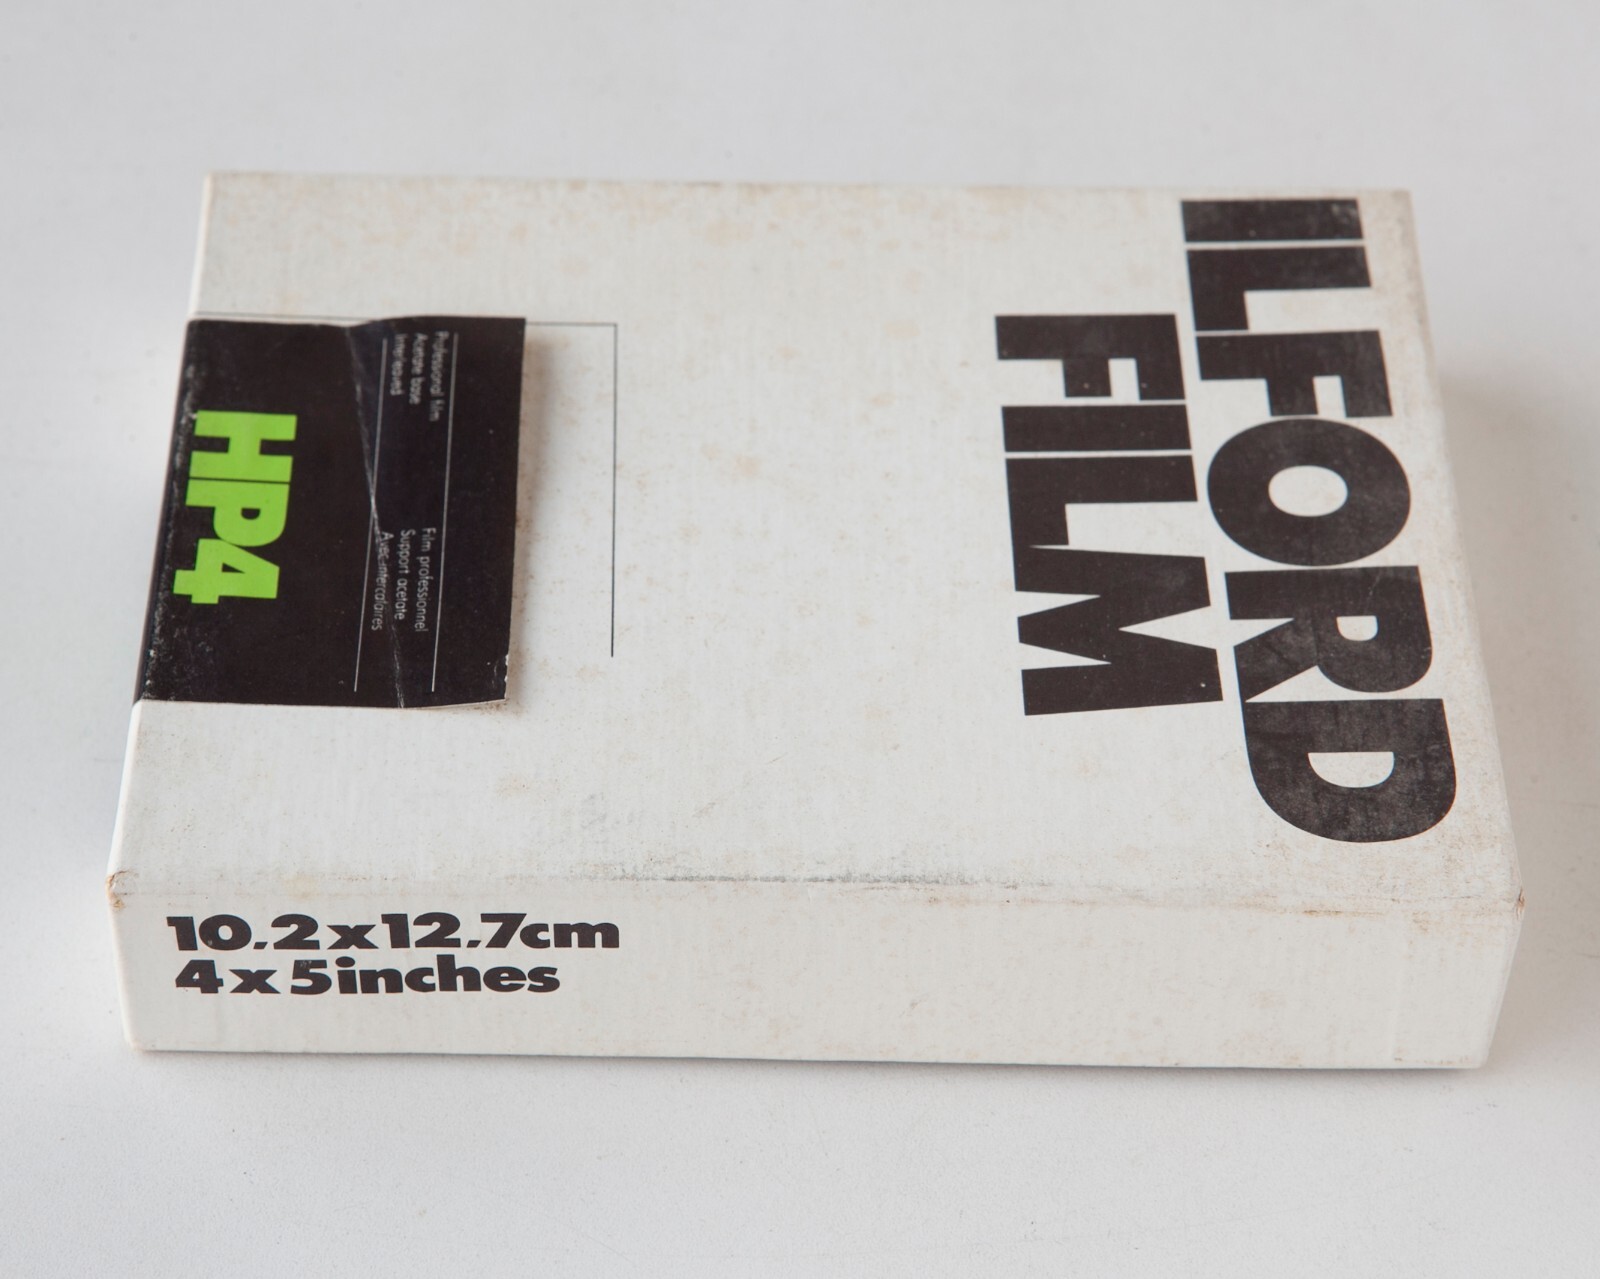 ILFORD
FILM
Professional film
Acetate base
Interleaved
Film professionnel
Support acetate
Avec intercalaires
HP4
10.2x12.7cm
4x5inches